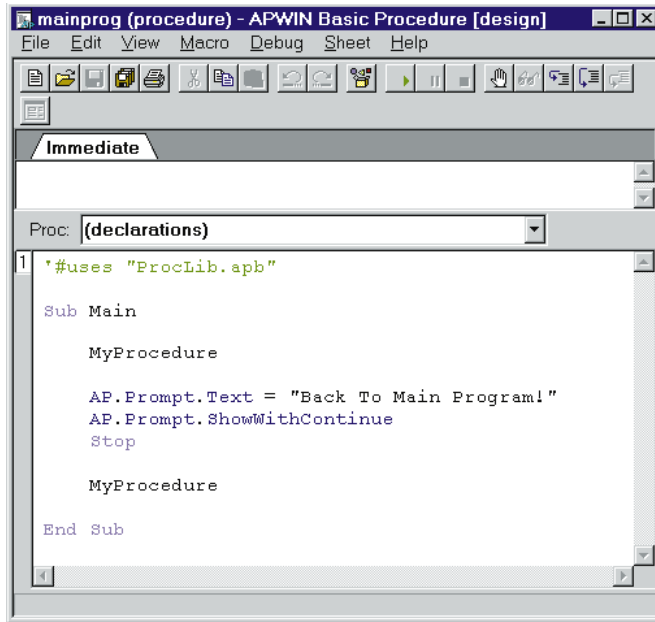 mainprog (procedure) - APWIN Basic Procedure [design]
File Edit View Macro Debug Sheet Help
Immediate
Proc: (declarations)
1
'#uses "ProcLib.apb"
Sub Main
MyProcedure
AP.Prompt.Text = "Back To Main Program!"
AP.Prompt.ShowWithContinue
Stop
MyProcedure
End Sub